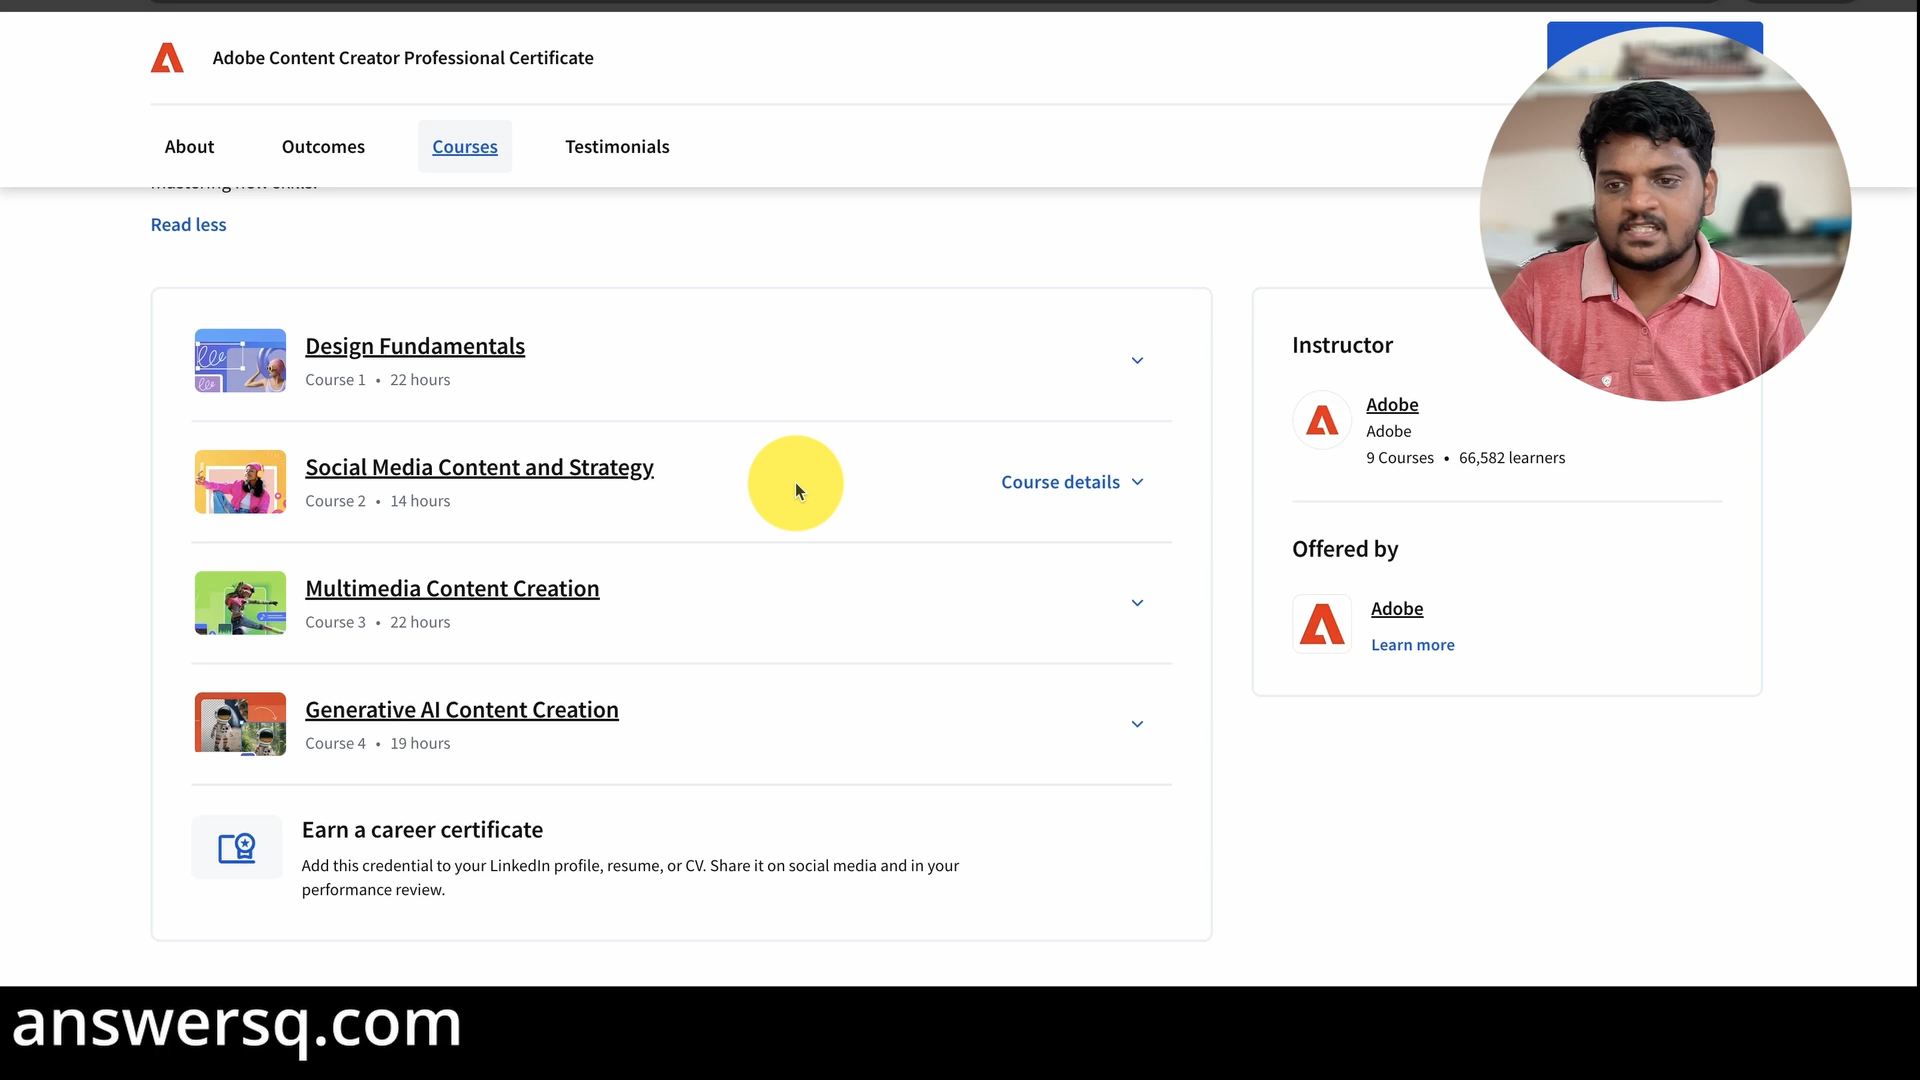 Adobe Content Creator Professional Certificate
About
Outcomes
Courses
Testimonials
mastering new skills.
Read less
Design Fundamentals
Course 1 • 22 hours
Social Media Content and Strategy
Course 2 • 14 hours
Course details
Multimedia Content Creation
Course 3 • 22 hours
Generative AI Content Creation
Course 4 • 19 hours
Earn a career certificate
Add this credential to your LinkedIn profile, resume, or CV. Share it on social media and in your
performance review.
Instructor
Adobe
Adobe
9 Courses • 66,582 learners
Offered by
Adobe
Learn more
answersq.com